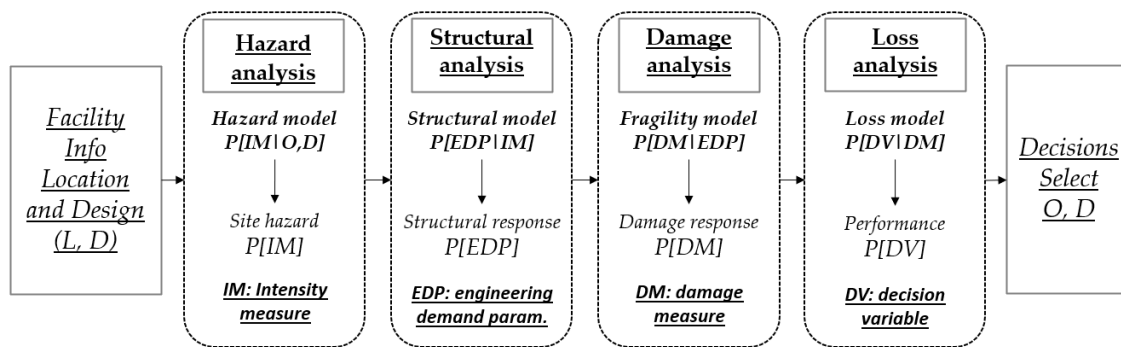 Facility
Info
Location
and Design
(L, D)
Hazard
analysis
Hazard model
P[IM|O,D]
Site hazard
P[IM]
IM: Intensity
measure
Structural
analysis
Structural model
P[EDP|IM]
Structural response
P[EDP]
EDP: engineering
demand param.
Damage
analysis
Fragility model
P[DM|EDP]
Damage response
P[DM]
DM: damage
measure
Loss
analysis
Loss model
P[DV|DM]
Performance
P[DV]
DV: decision
variable
Decisions
Select
O, D